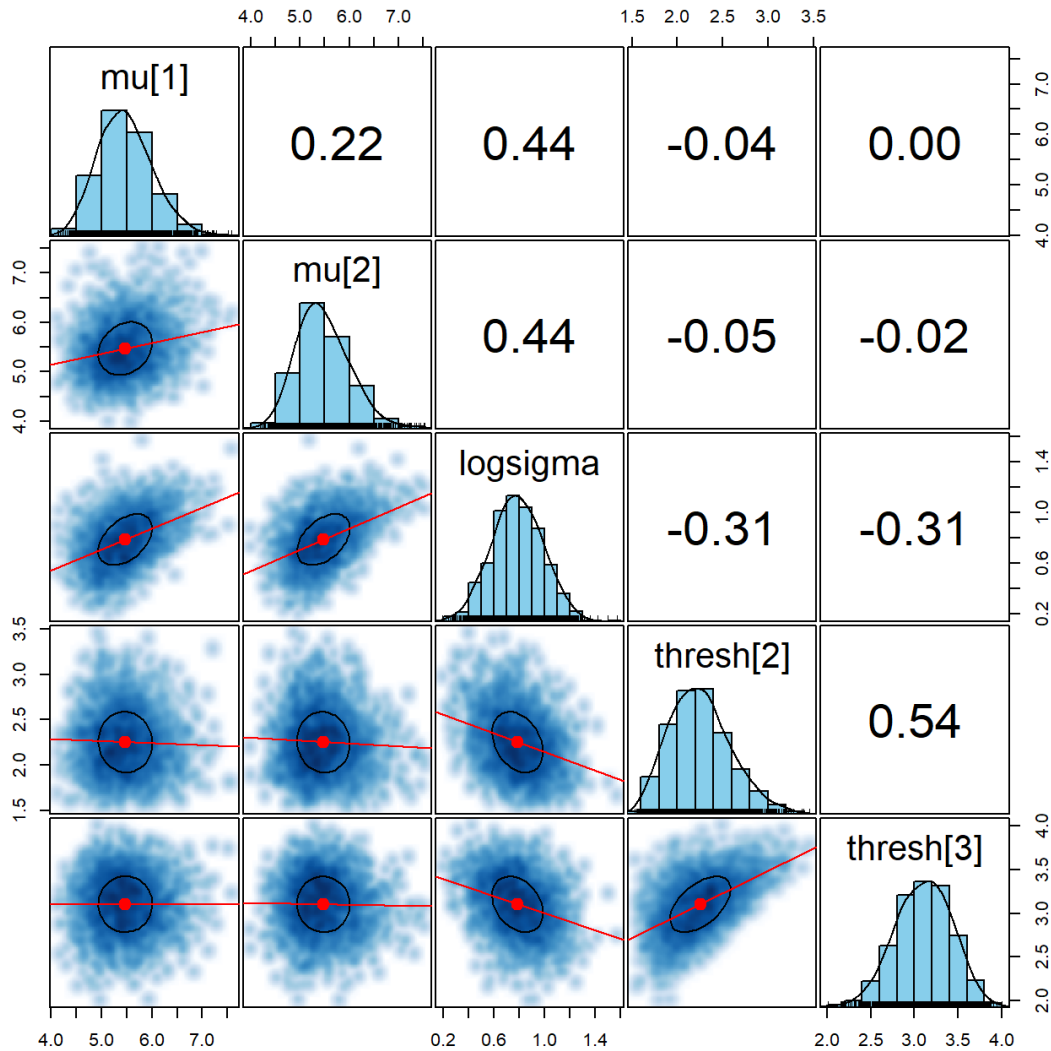 4.0 5.0 6.0 7.0 1.5 2.0 2.5 3.0 3.5
mu[1] 0.22 0.44 -0.04 0.00
4.0 5.0 6.0 7.0
4.0 5.0 6.0 7.0
mu[2] 0.44 -0.05 -0.02
logsigma -0.31 -0.31
0.2 0.6 1.0 1.4
1.5 2.0 2.5 3.0 3.5
thresh[2] 0.54
thresh[3]
2.0 2.5 3.0 3.5 4.0
4.0 5.0 6.0 7.0 0.2 0.6 1.0 1.4 2.0 2.5 3.0 3.5 4.0